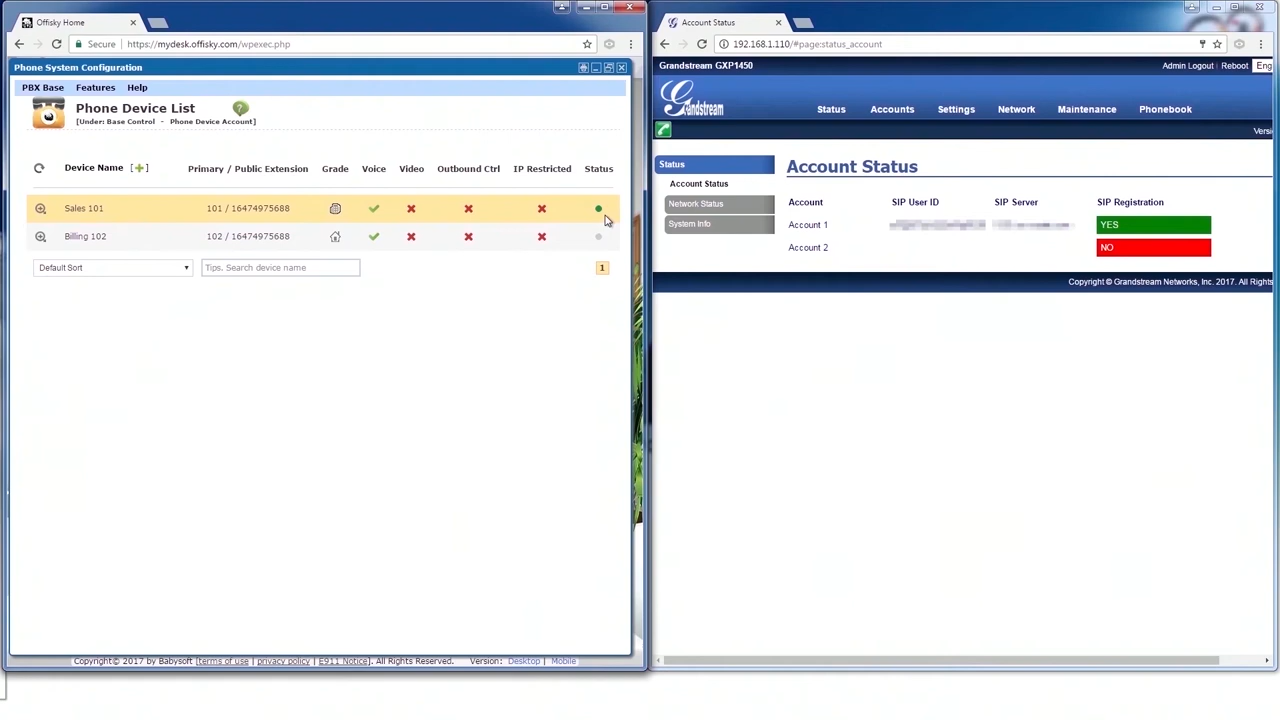 Offisky Home
Secure
https://mydesk.offisky.com/wpexec.php
Phone System Configuration
PBX Base Features Help
Phone Device List
[Under: Base Control - Phone Device Account]
Device Name [+] Primary / Public Extension Grade Voice Video Outbound Ctrl IP Restricted Status
Sales 101 101 / 16474975688
Billing 102 102 / 16474975688
Default Sort Tips. Search device name 1
Copyright© 2017 by Babysoft [terms of use | privacy policy | E911 Notice]. All Rights Reserved. Version: Desktop | Mobile
Account Status
192.168.1.110/#page:status_account
Grandstream GXP1450 Admin Logout | Reboot Eng
Grandstream
Status Accounts Settings Network Maintenance Phonebook
Versi
Status
Account Status
Network Status
System Info
Account Status
Account SIP User ID SIP Server SIP Registration
Account 1 YES
Account 2 NO
Copyright © Grandstream Networks, Inc. 2017. All Rights